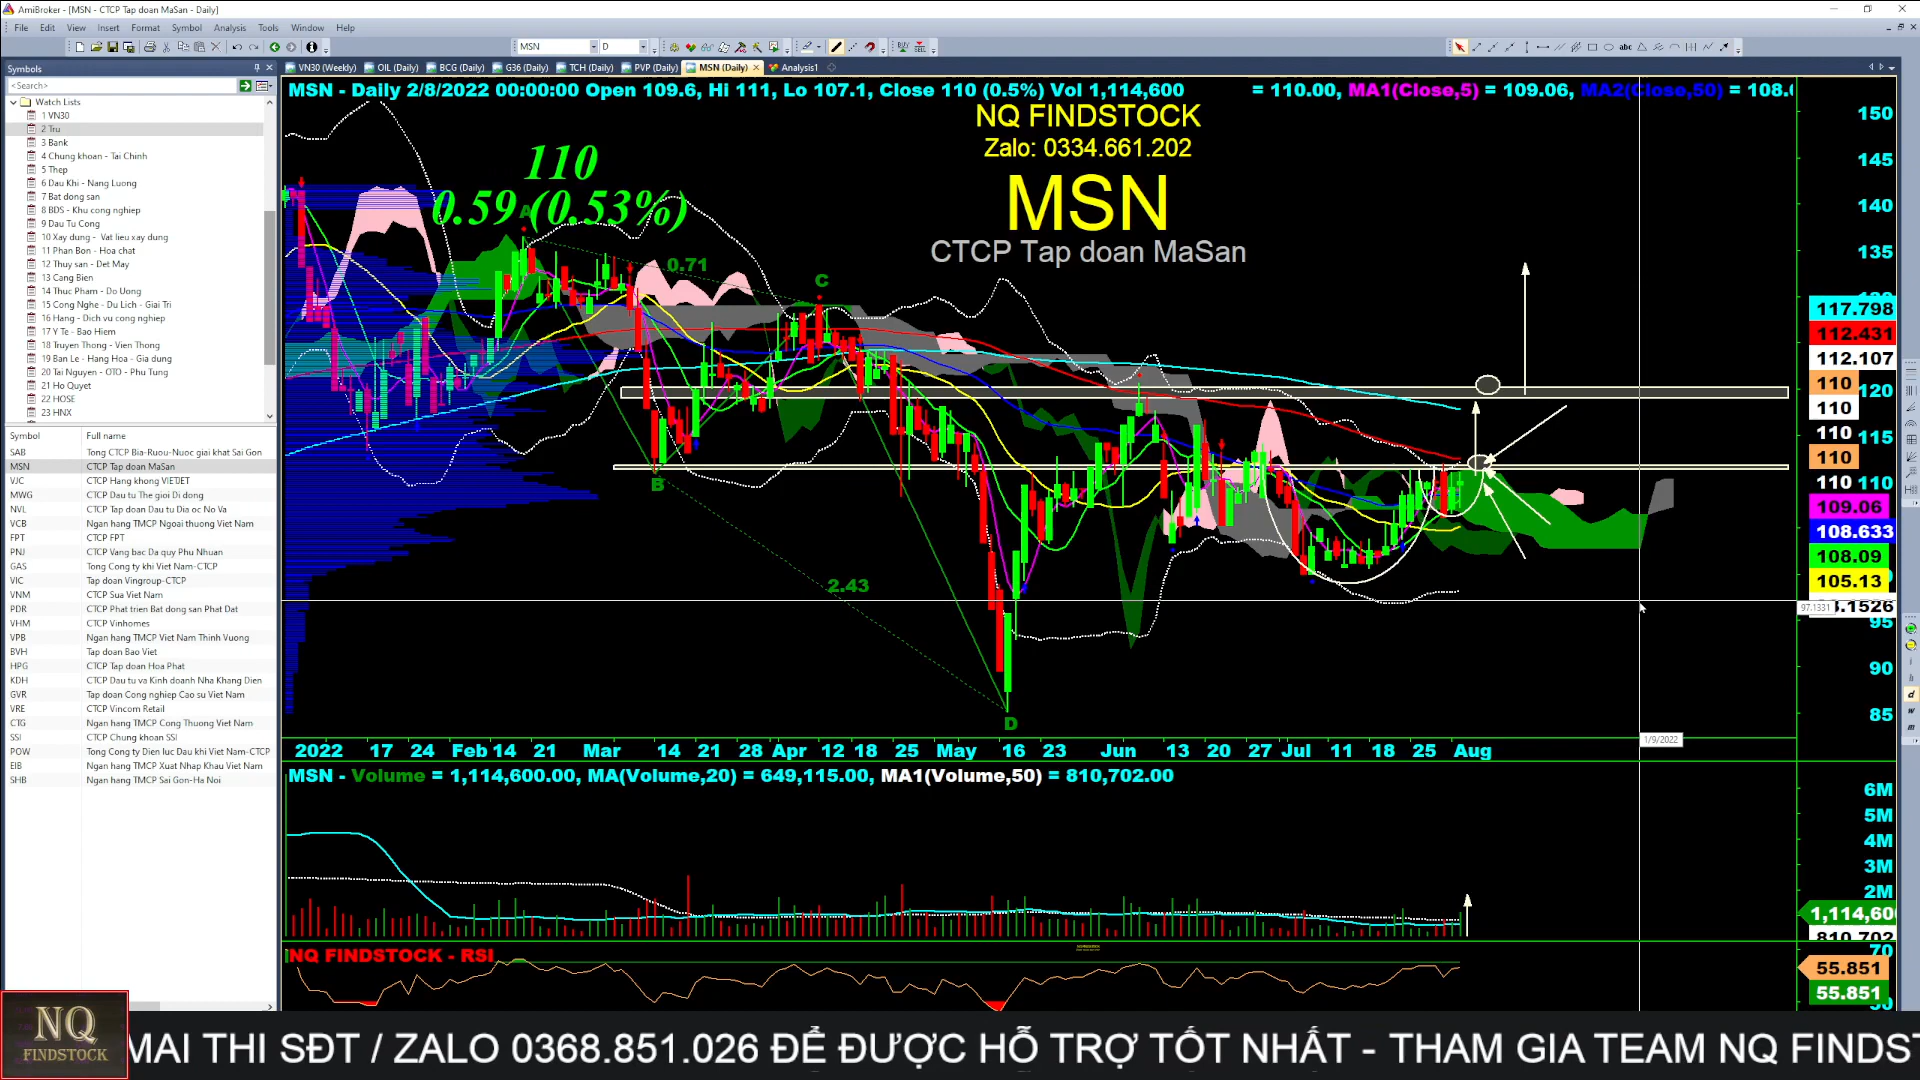 AmiBroker - [MSN - CTCP Tap doan MaSan - Daily]
File Edit View Insert Format Symbol Analysis Tools Window Help
MSN D
Symbols
VN30 (Weekly) OIL (Daily) BCG (Daily) G36 (Daily) TCH (Daily) PVP (Daily) MSN (Daily) Analysis1
<Search>
Watch Lists
1 VN30
2 Tru
3 Bank
4 Chung khoan - Tai Chinh
5 Thep
6 Dau Khi - Nang Luong
7 Bat dong san
8 BDS - Khu cong nghiep
9 Dau Tu Cong
10 Xay dung - Vat lieu xay dung
11 Phan Bon - Hoa chat
12 Thuy san - Det May
13 Cang Bien
14 Thuc Pham - Do Uong
15 Cong Nghe - Du Lich - Giai Tri
16 Hang - Dich vu cong nghiep
17 Y Te - Bao Hiem
18 Truyen Thong - Vien Thong
19 Ban Le - Hang Hoa - Gia dung
20 Tai Nguyen - OTO - Phu Tung
21 Ho Quyet
22 HOSE
23 HNX
Symbol Full name
SAB Tong CTCP Bia-Ruou-Nuoc giai khat Sai Gon
MSN CTCP Tap doan MaSan
VJC CTCP Hang khong VIETJET
MWG CTCP Dau tu The gioi Di dong
NVL CTCP Tap doan Dau tu Dia oc No Va
VCB Ngan hang TMCP Ngoai thuong Viet Nam
FPT CTCP FPT
PNJ CTCP Vang bac Da quy Phu Nhuan
GAS Tong Cong ty khi Viet Nam-CTCP
VIC Tap doan Vingroup-CTCP
VNM CTCP Sua Viet Nam
PDR CTCP Phat trien Bat dong san Phat Dat
VHM CTCP Vinhomes
VPB Ngan hang TMCP Viet Nam Thinh Vuong
BVH Tap doan Bao Viet
HPG CTCP Tap doan Hoa Phat
KDH CTCP Dau tu va Kinh doanh Nha Khang Dien
GVR Tap doan Cong nghiep Cao su Viet Nam
VRE CTCP Vincom Retail
CTG Ngan hang TMCP Cong Thuong Viet Nam
SSI CTCP Chung khoan SSI
POW Tong Cong ty Dien luc Dau khi Viet Nam-CTCP
EIB Ngan hang TMCP Xuat Nhap Khau Viet Nam
SHB Ngan hang TMCP Sai Gon-Ha Noi
MSN - Daily 2/8/2022 00:00:00 Open 109.6, Hi 111, Lo 107.1, Close 110 (0.5%) Vol 1,114,600 = 110.00, MA1(Close,5) = 109.06, MA2(Close,50) = 108.
NQ FINDSTOCK
Zalo: 0334.661.202
MSN
CTCP Tap doan MaSan
110
0.59 (0.53%)
A
0.71
C
B
2.43
D
150
145
140
135
117.798
112.431
112.107
110 120
110
110 115
110
110 110
109.06
108.633
108.09
105.13
97.1331 .1526
95
90
85
2022 17 24 Feb 14 21 Mar 14 21 28 Apr 12 18 25 May 16 23 Jun 13 20 27 Jul 11 18 25 Aug
1/9/2022
MSN - Volume = 1,114,600.00, MA(Volume,20) = 649,115.00, MA1(Volume,50) = 810,702.00
6M
5M
4M
3M
2M
1,114,60
810,702
NQ FINDSTOCK - RSI
70
55.851
55.851
NQ
FINDSTOCK
MAI THI SĐT / ZALO 0368.851.026 ĐỂ ĐƯỢC HỖ TRỢ TỐT NHẤT - THAM GIA TEAM NQ FINDST